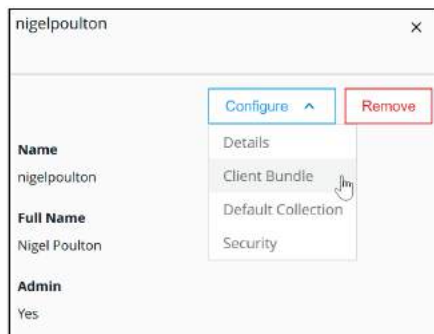 nigelpoulton
Configure
Remove
Details
Client Bundle
Default Collection
Security
Name
nigelpoulton
Full Name
Nigel Poulton
Admin
Yes